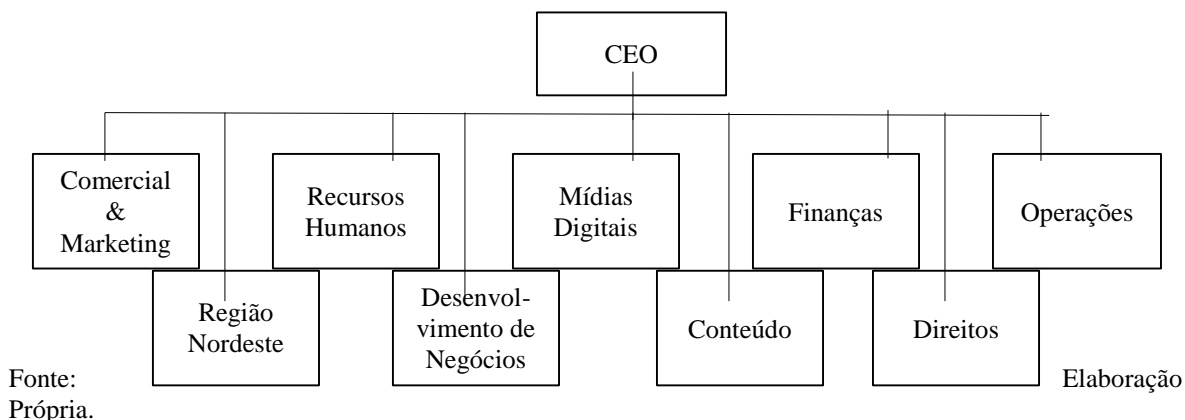 CEO
Comercial
&
Marketing
Recursos
Humanos
Mídias
Digitais
Finanças
Operações
Região
Nordeste
Desenvol-
vimento de
Negócios
Conteúdo
Direitos
Fonte: Elaboração
Própria.